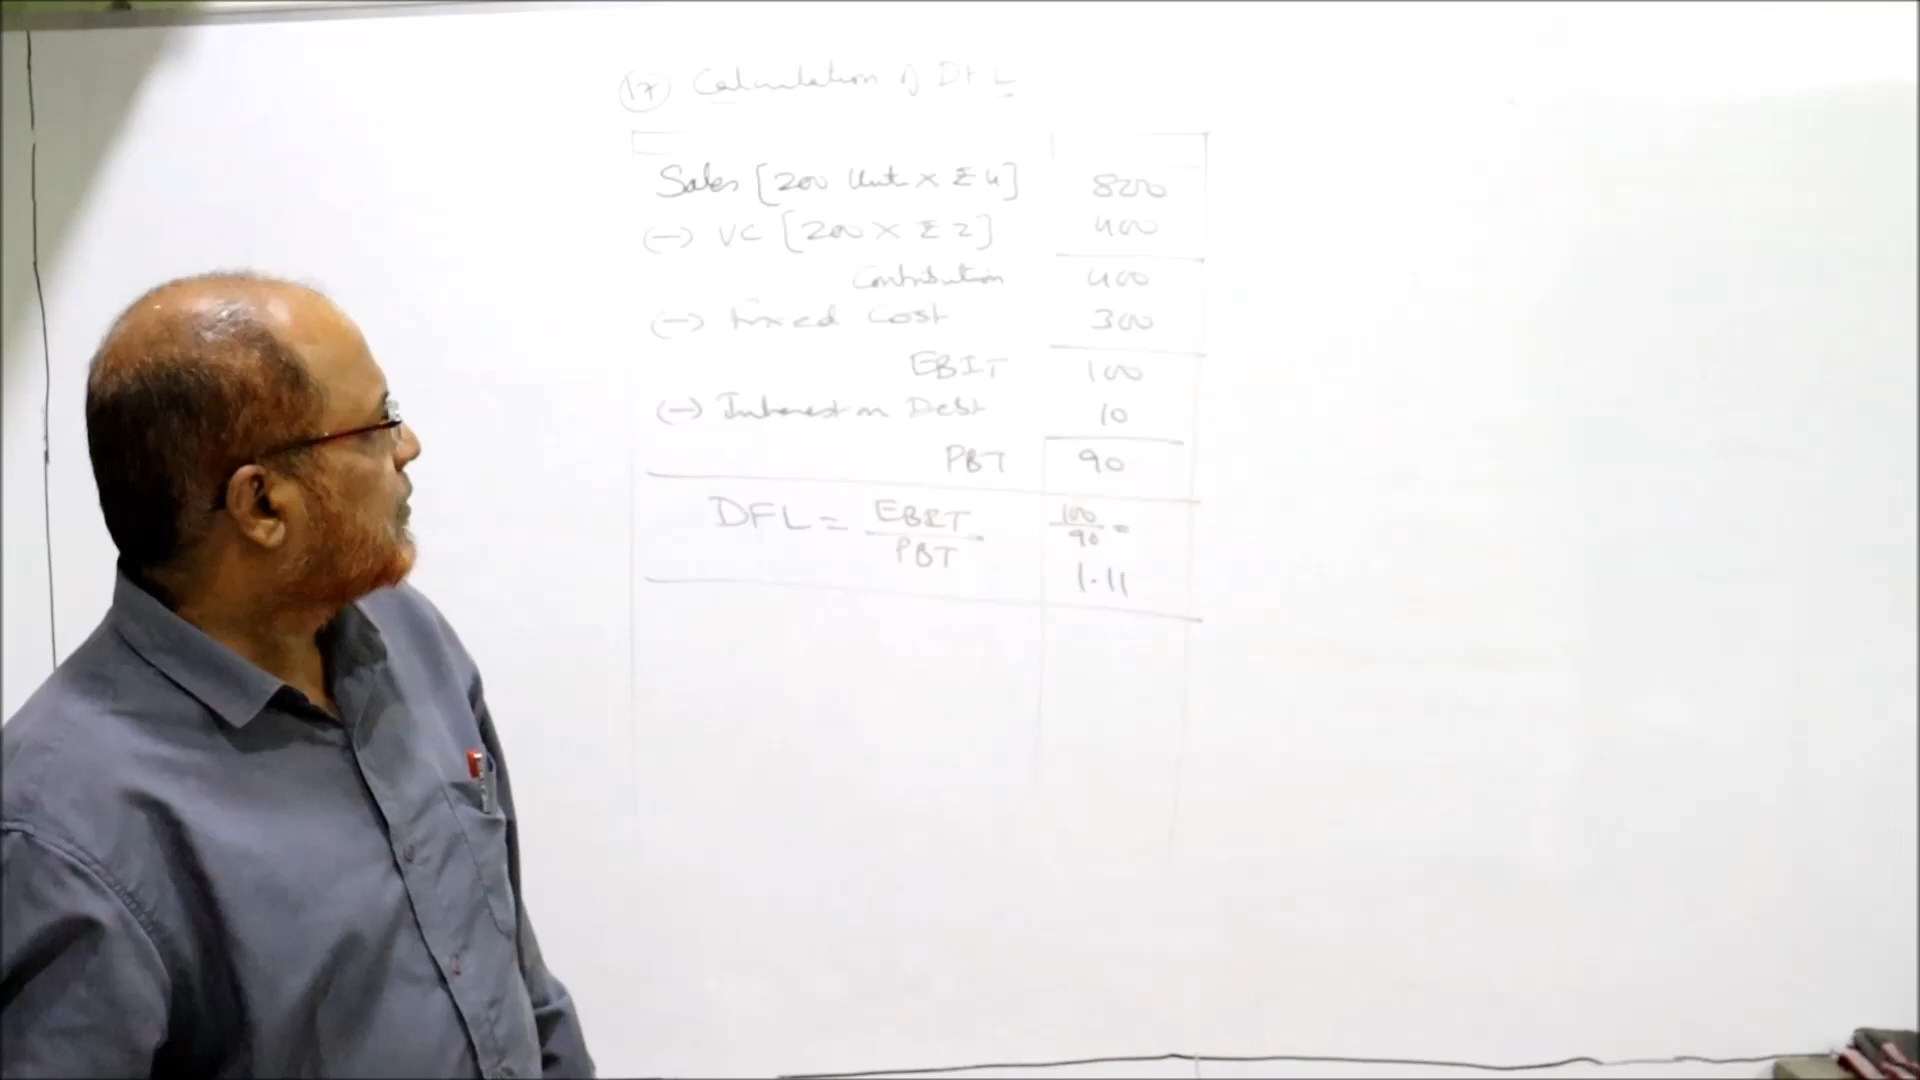 17 Calculation of DFL
Sales [200 Unit × ₹ 4] 8200
(-) VC [200 × ₹ 2] 400
Contribution 400
(-) Fixed Cost 300
EBIT 100
(-) Interest on Debt 10
PBT 90
DFL = EBIT / PBT 100 / 90 =
1.11